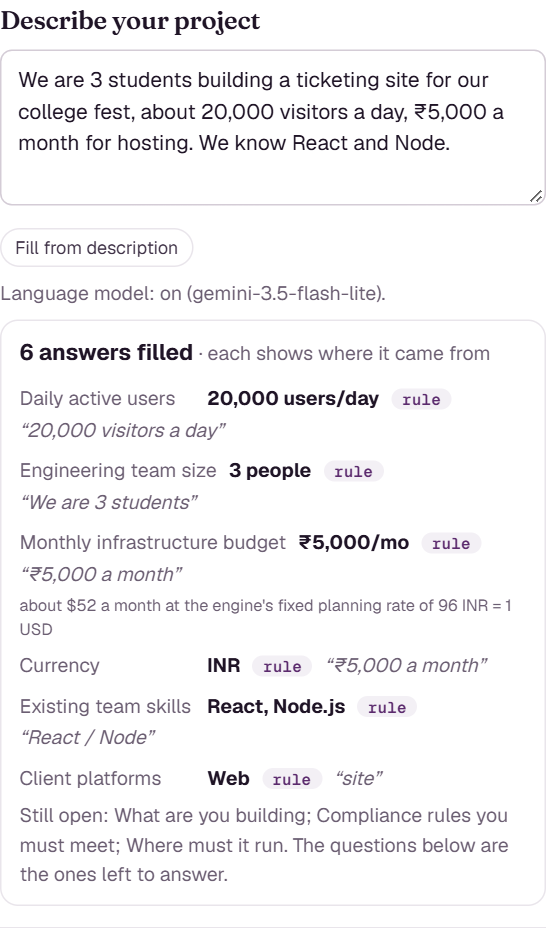 Describe your project
We are 3 students building a ticketing site for our
college fest, about 20,000 visitors a day, ₹5,000 a
month for hosting. We know React and Node.
Fill from description
Language model: on (gemini-3.5-flash-lite).
6 answers filled · each shows where it came from
Daily active users 20,000 users/day rule
“20,000 visitors a day”
Engineering team size 3 people rule
“We are 3 students”
Monthly infrastructure budget ₹5,000/mo rule
“₹5,000 a month”
about $52 a month at the engine's fixed planning rate of 96 INR = 1
USD
Currency INR rule “₹5,000 a month”
Existing team skills React, Node.js rule
“React / Node”
Client platforms Web rule “site”
Still open: What are you building; Compliance rules you
must meet; Where must it run. The questions below are
the ones left to answer.